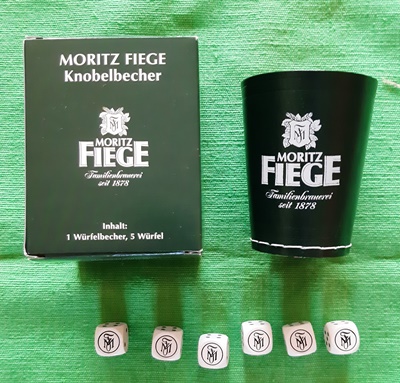 MORITZ FIEGE
Knobelbecher
MORITZ
FIEGE
Familienbrauerei
seit 1878
Inhalt:
1 Würfelbecher, 5 Würfel
MORITZ
FIEGE
Familienbrauerei
seit 1878